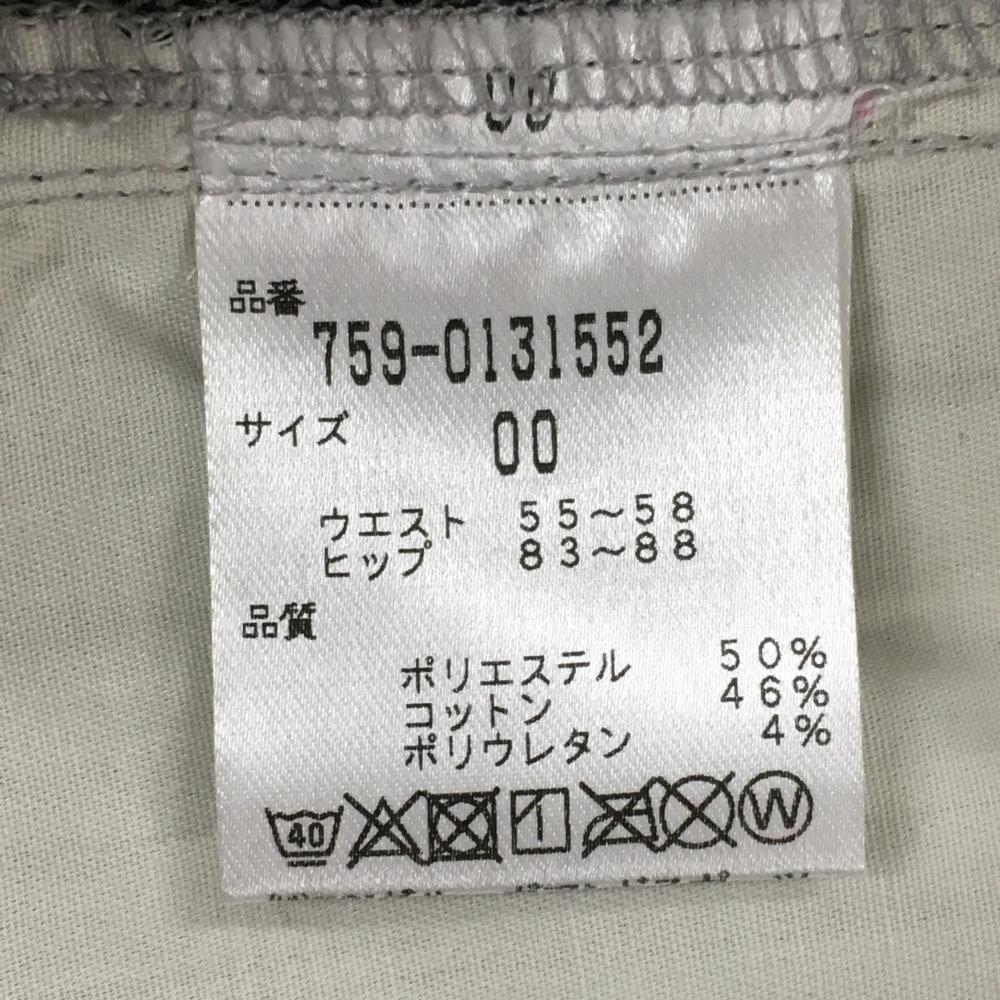 品番
759-0131552
サイズ 00
ウエスト 55～58
ヒップ 83～88
品質
ポリエステル 50%
コットン 46%
ポリウレタン 4%
40 W